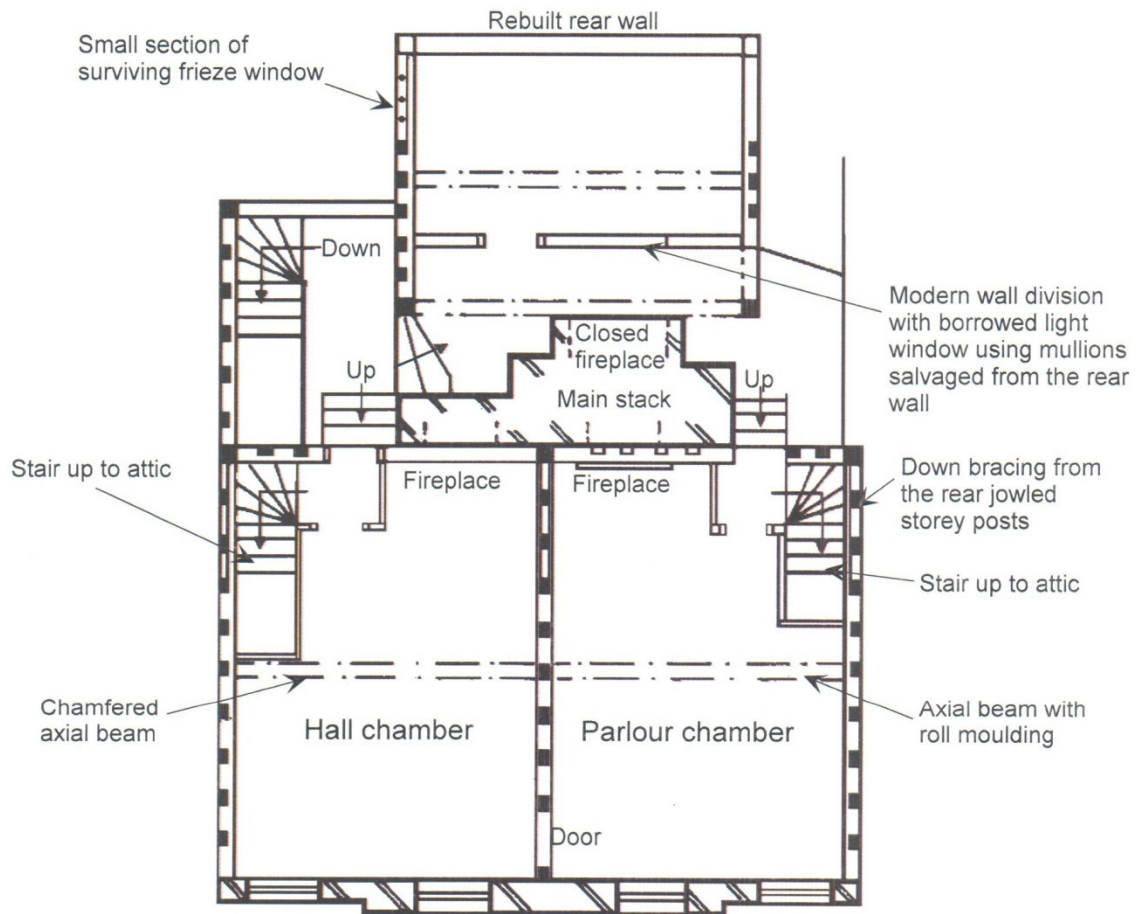 Rebuilt rear wall
Small section of
surviving frieze window
Down
Modern wall division
with borrowed light
window using mullions
salvaged from the rear
wall
Closed
fireplace
Up
Up
Main stack
Stair up to attic
Fireplace
Fireplace
Down bracing from
the rear jowled
storey posts
Stair up to attic
Chamfered
axial beam
Hall chamber
Parlour chamber
Axial beam with
roll moulding
Door